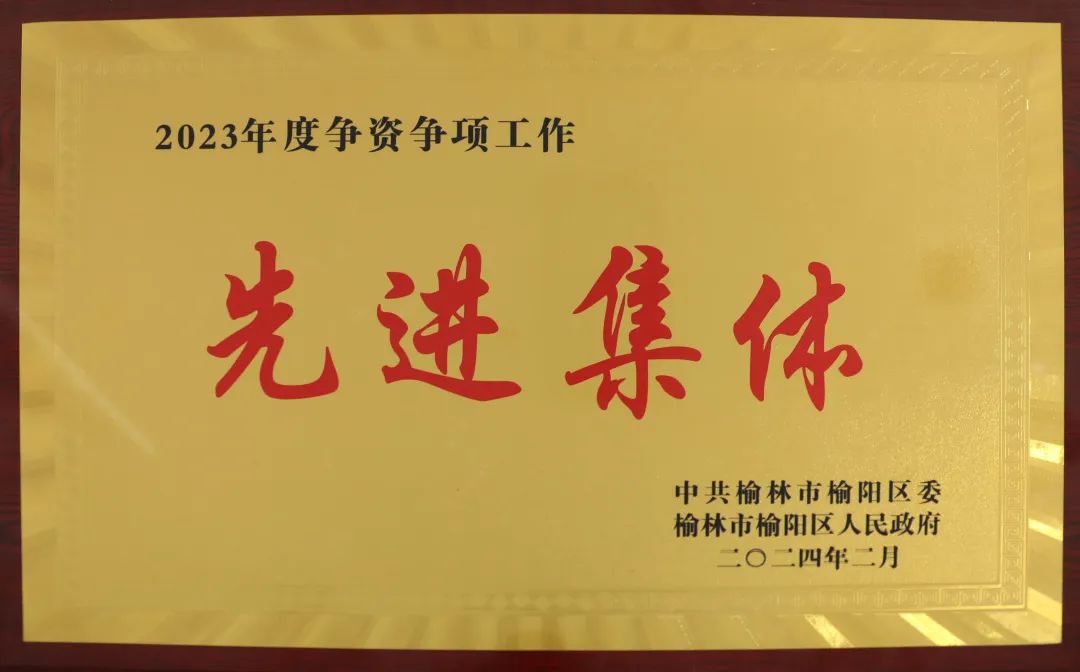 2023年度争资争项工作
先进集体
中共榆林市榆阳区委
榆林市榆阳区人民政府
二〇二四年二月